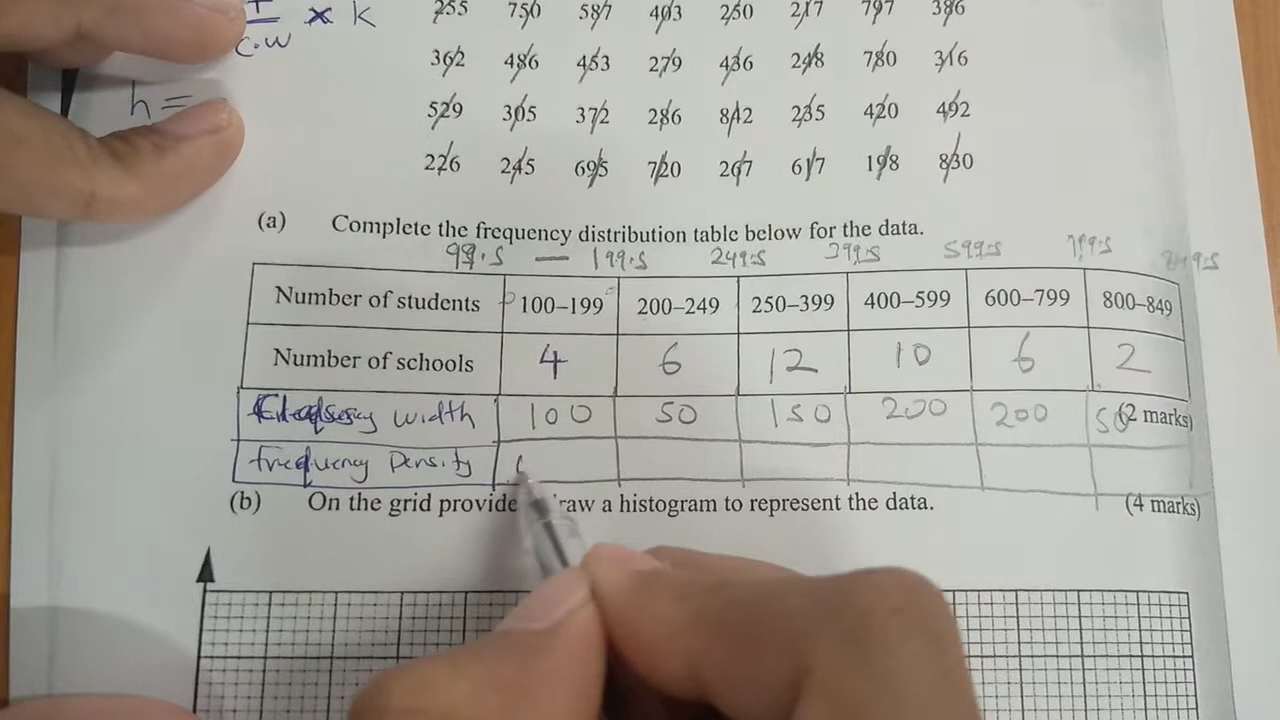 f/c.w × k
255 750 587 403 250 217 797 386
h =
362 486 453 279 436 248 780 316
529 305 372 286 842 235 420 492
226 245 695 720 267 617 198 830
(a) Complete the frequency distribution table below for the data.
99.5 — 199.5 249.5 399.5 599.5 799.5 849.5
Number of students 100–199 200–249 250–399 400–599 600–799 800–849
Number of schools 4 6 12 10 6 2
width 100 50 150 200 200 50 (2 marks)
frequency Density
(b) On the grid provide raw a histogram to represent the data. (4 marks)